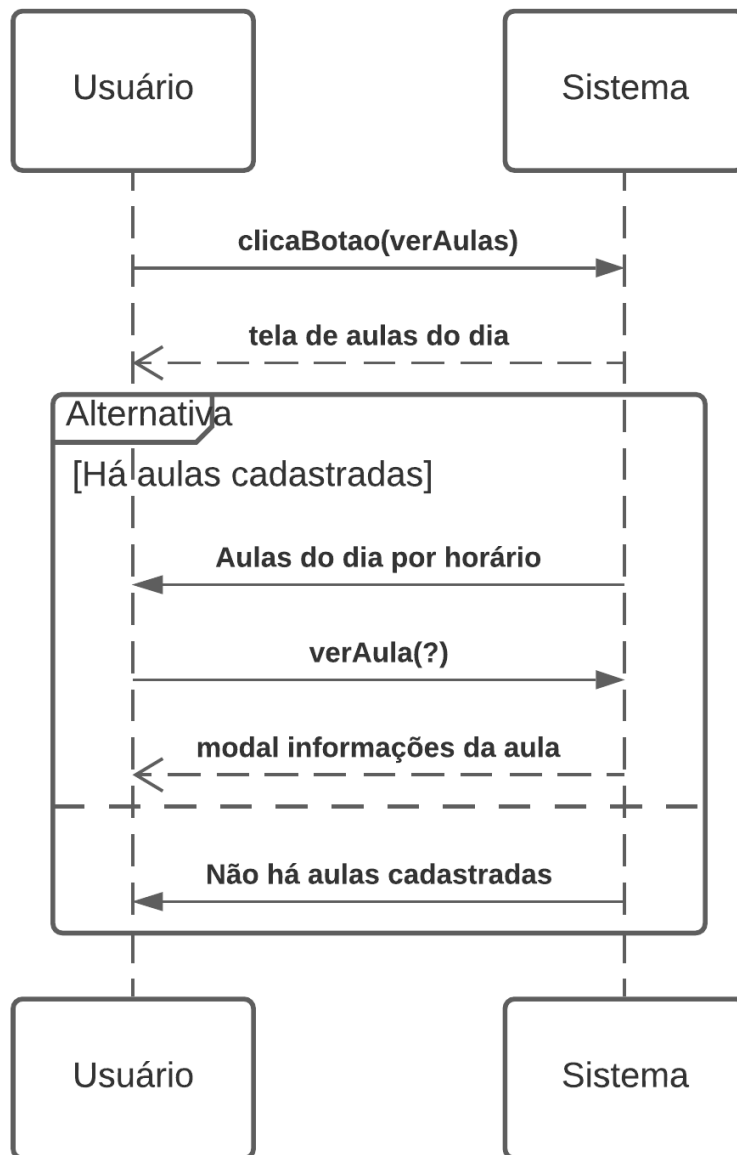 Usuário
Sistema
clicaBotao(verAulas)
tela de aulas do dia
Alternativa
[Há aulas cadastradas]
Aulas do dia por horário
verAula(?)
modal informações da aula
Não há aulas cadastradas
Usuário
Sistema